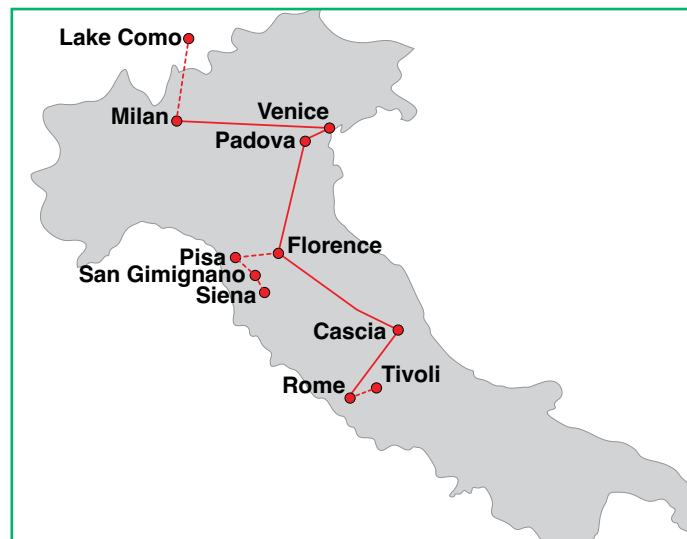 Lake Como
Milan
Venice
Padova
Florence
Pisa
San Gimignano
Siena
Cascia
Tivoli
Rome